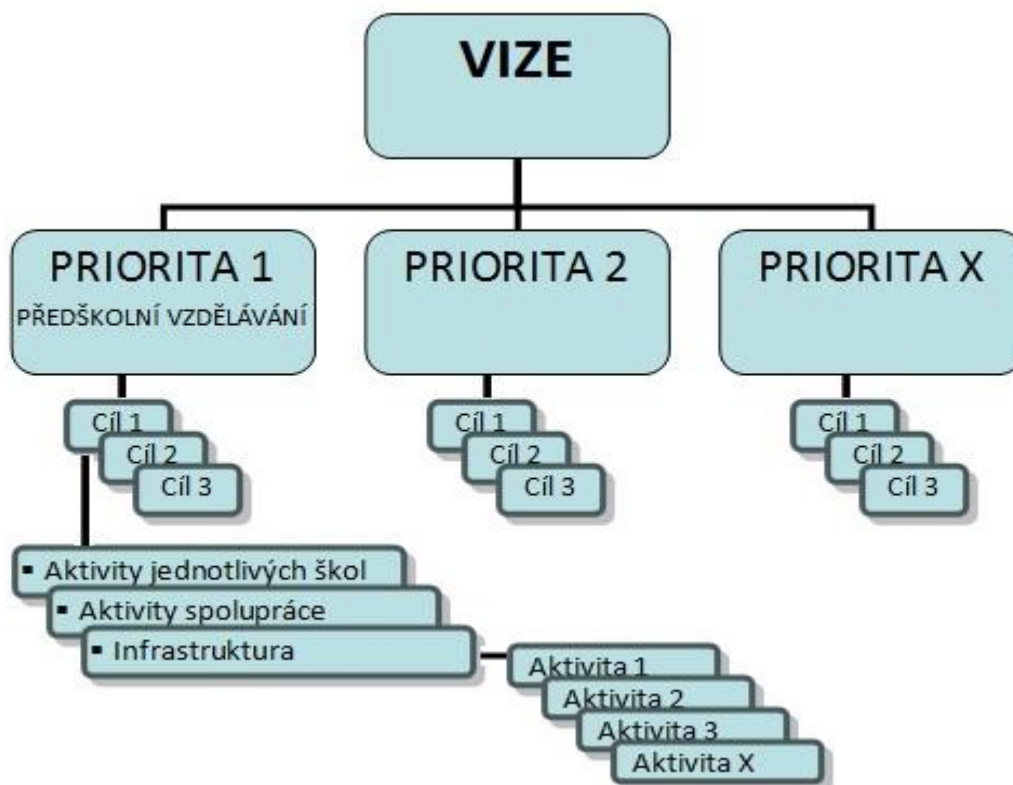 VIZE
PRIORITA 1
PŘEDŠKOLNÍ VZDĚLÁVÁNÍ
PRIORITA 2
PRIORITA X
Cíl 1
Cíl 2
Cíl 3
Cíl 1
Cíl 2
Cíl 3
Cíl 1
Cíl 2
Cíl 3
▪ Aktivity jednotlivých škol
▪ Aktivity spolupráce
▪ Infrastruktura
Aktivita 1
Aktivita 2
Aktivita 3
Aktivita X